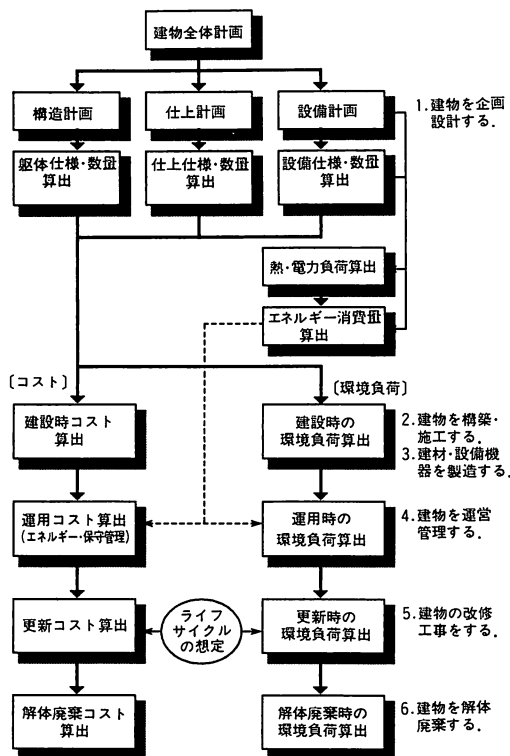 建物全体計画
構造計画
仕上計画
設備計画
1.建物を企画
設計する.
躯体仕様・数量
算出
仕上仕様・数量
算出
設備仕様・数量
算出
熱・電力負荷算出
エネルギー消費量
算出
〔コスト〕
〔環境負荷〕
建設時コスト
算出
建設時の
環境負荷算出
2.建物を構築・
施工する.
3.建材・設備機
器を製造する.
運用コスト算出
(エネルギー・保守管理)
運用時の
環境負荷算出
4.建物を運営
管理する.
更新コスト算出
ライフ
サイクル
の想定
更新時の
環境負荷算出
5.建物の改修
工事をする.
解体廃棄コスト
算出
解体廃棄時の
環境負荷算出
6.建物を解体
廃棄する.